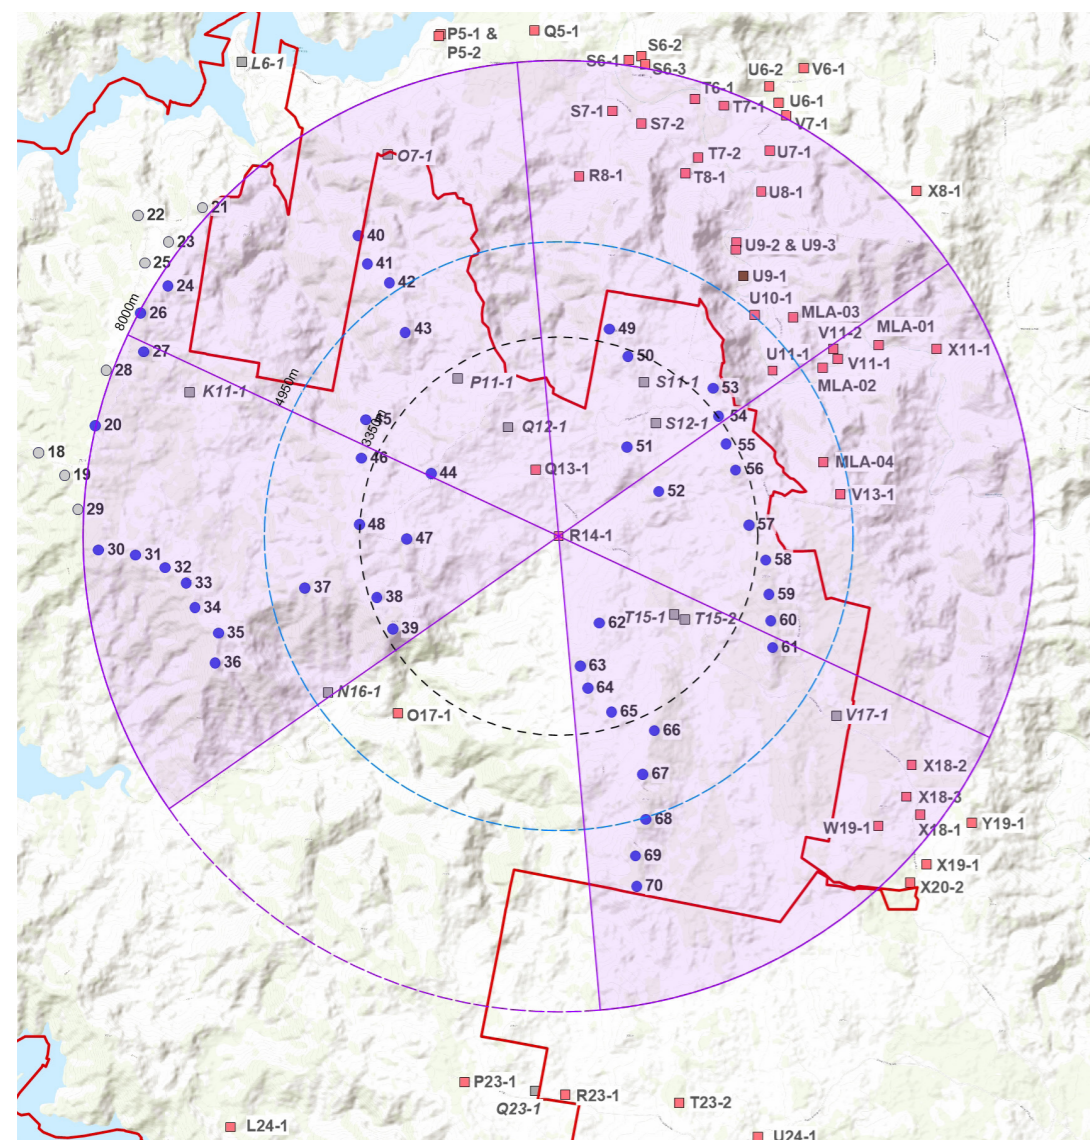 P5-1 &
P5-2
Q5-1
S6-2
S6-1
S6-3
L6-1
U6-2
V6-1
T6-1
U6-1
T7-1
V7-1
S7-1
S7-2
O7-1
T7-2
U7-1
T8-1
R8-1
U8-1
X8-1
21
22
23
25
24
26
8000m
27
28
40
41
42
43
U9-2 & U9-3
U9-1
U10-1
MLA-03
V11-2
MLA-01
X11-1
V11-1
U11-1
MLA-02
49
50
P11-1
S11-1
K11-1
4950m
53
54
45
3350m
Q12-1
S12-1
20
18
19
46
44
Q13-1
51
55
56
MLA-04
V13-1
52
29
48
47
R14-1
57
58
30
31
32
33
34
35
36
37
38
39
59
60
61
62
T15-1
T15-2
63
64
65
66
67
68
69
70
N16-1
O17-1
V17-1
X18-2
X18-3
X18-1
W19-1
Y19-1
X19-1
X20-2
P23-1
Q23-1
R23-1
T23-2
L24-1
U24-1